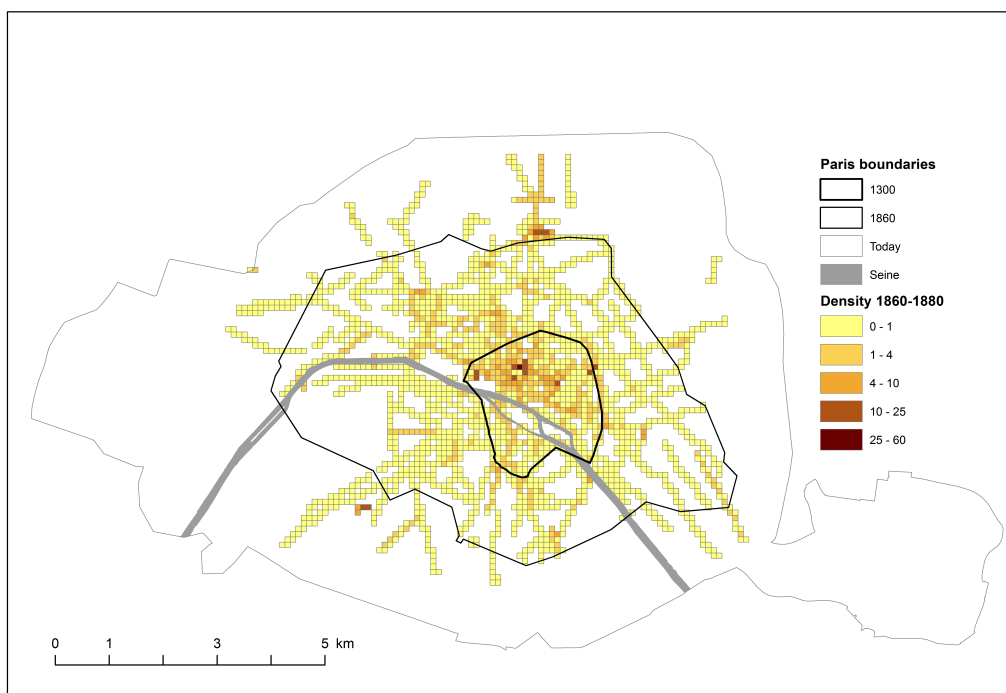 Paris boundaries
1300
1860
Today
Seine
Density 1860-1880
0 - 1
1 - 4
4 - 10
10 - 25
25 - 60
0 1 3 5 km